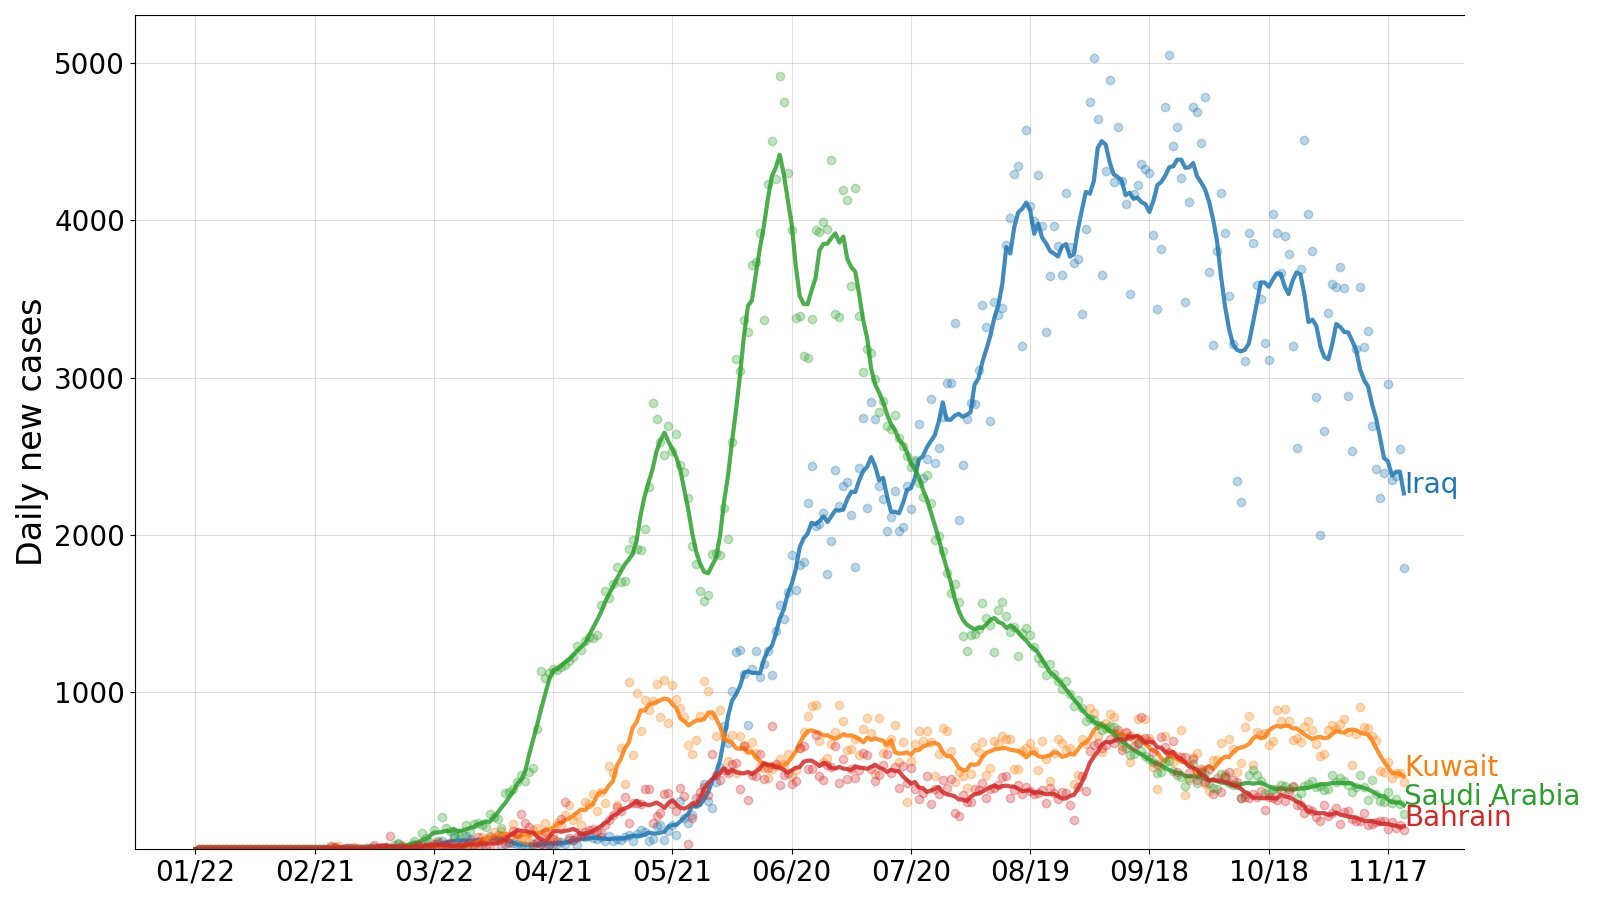 Daily new cases
5000
4000
3000
2000
1000
01/22 02/21 03/22 04/21 05/21 06/20 07/20 08/19 09/18 10/18 11/17
Iraq
Kuwait
Saudi Arabia
Bahrain